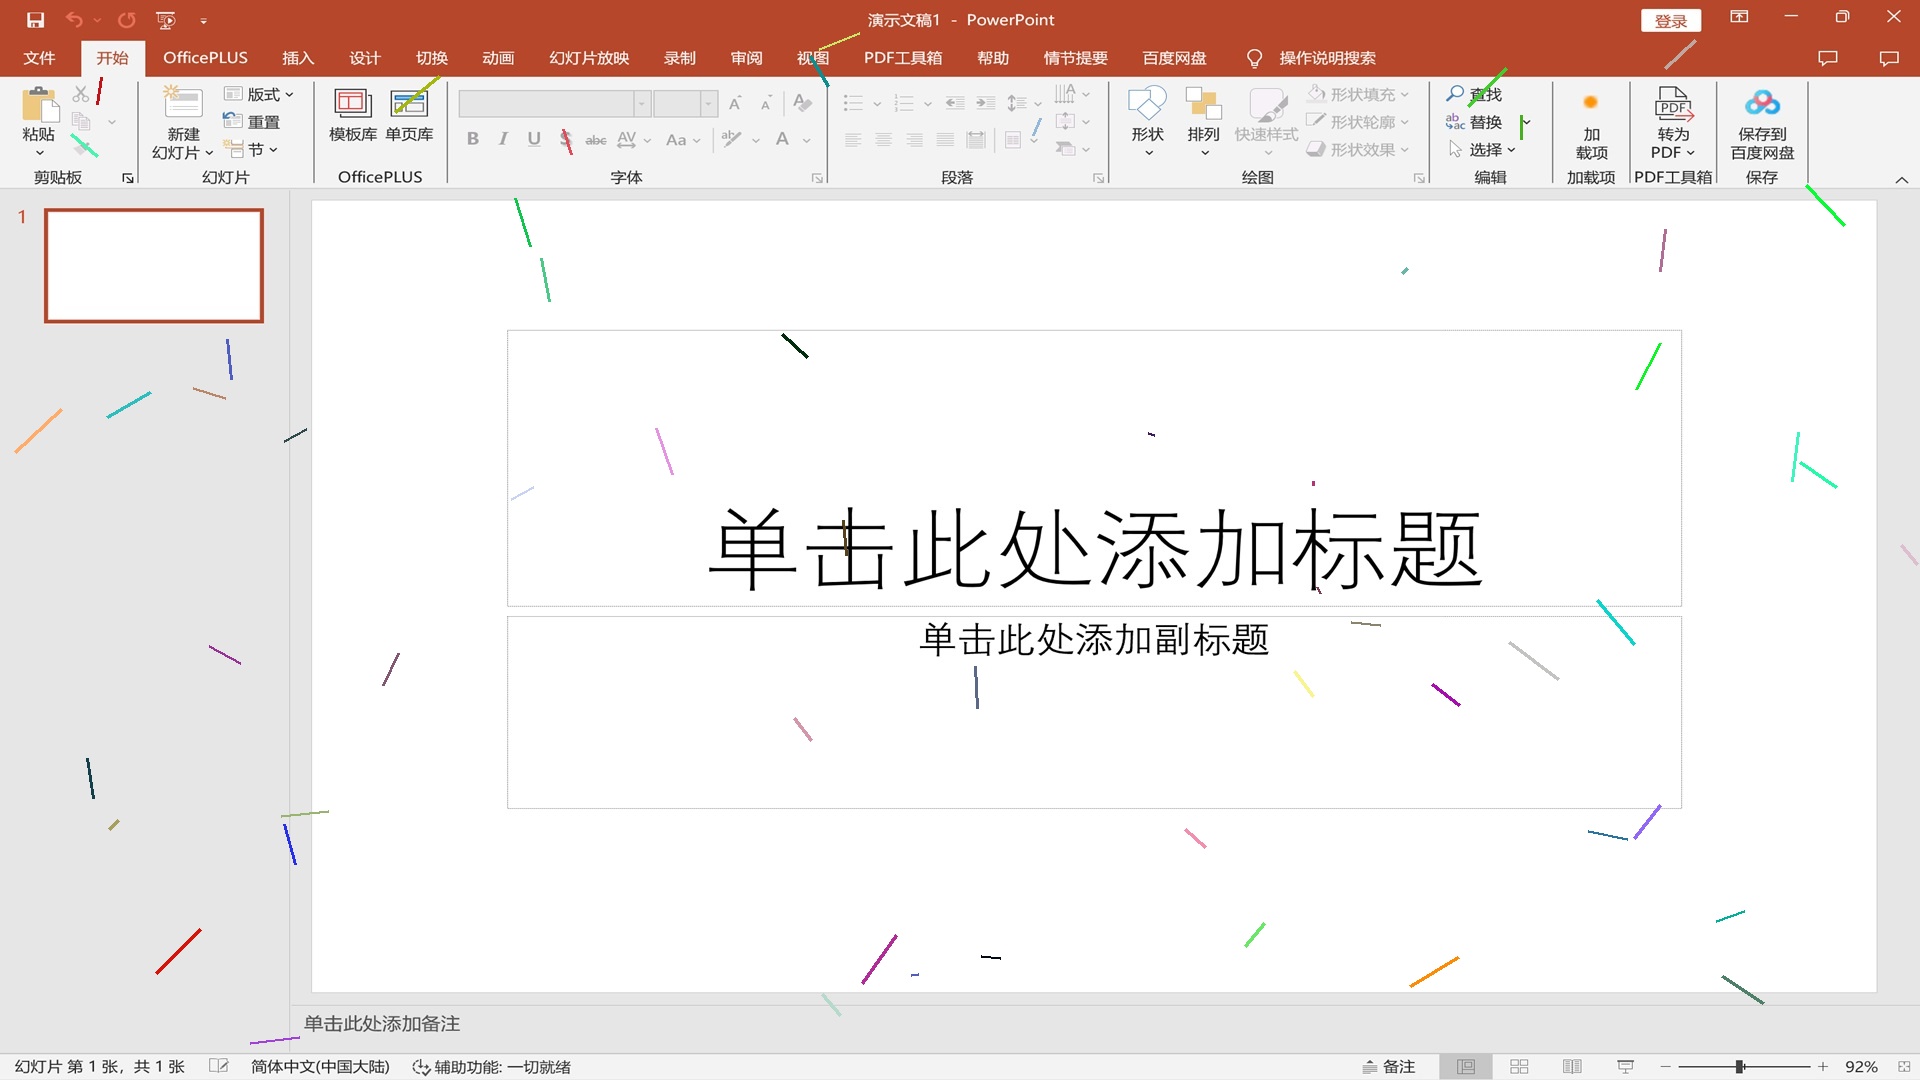 演示文稿1 - PowerPoint
登录
文件 开始 OfficePLUS 插入 设计 切换 动画 幻灯片放映 录制 审阅 视图 PDF工具箱 帮助 情节提要 百度网盘 操作说明搜索
粘贴
剪贴板
新建
幻灯片
版式
重置
节
幻灯片
模板库 单页库
OfficePLUS
B I U S abc AV Aa A
字体
段落
形状 排列 快速样式
形状填充
形状轮廓
形状效果
绘图
查找
替换
选择
编辑
加
载项
加载项
转为
PDF
PDF工具箱
保存到
百度网盘
保存
1
单击此处添加标题
单击此处添加副标题
单击此处添加备注
幻灯片 第 1 张，共 1 张 简体中文(中国大陆) 辅助功能: 一切就绪 备注 92%